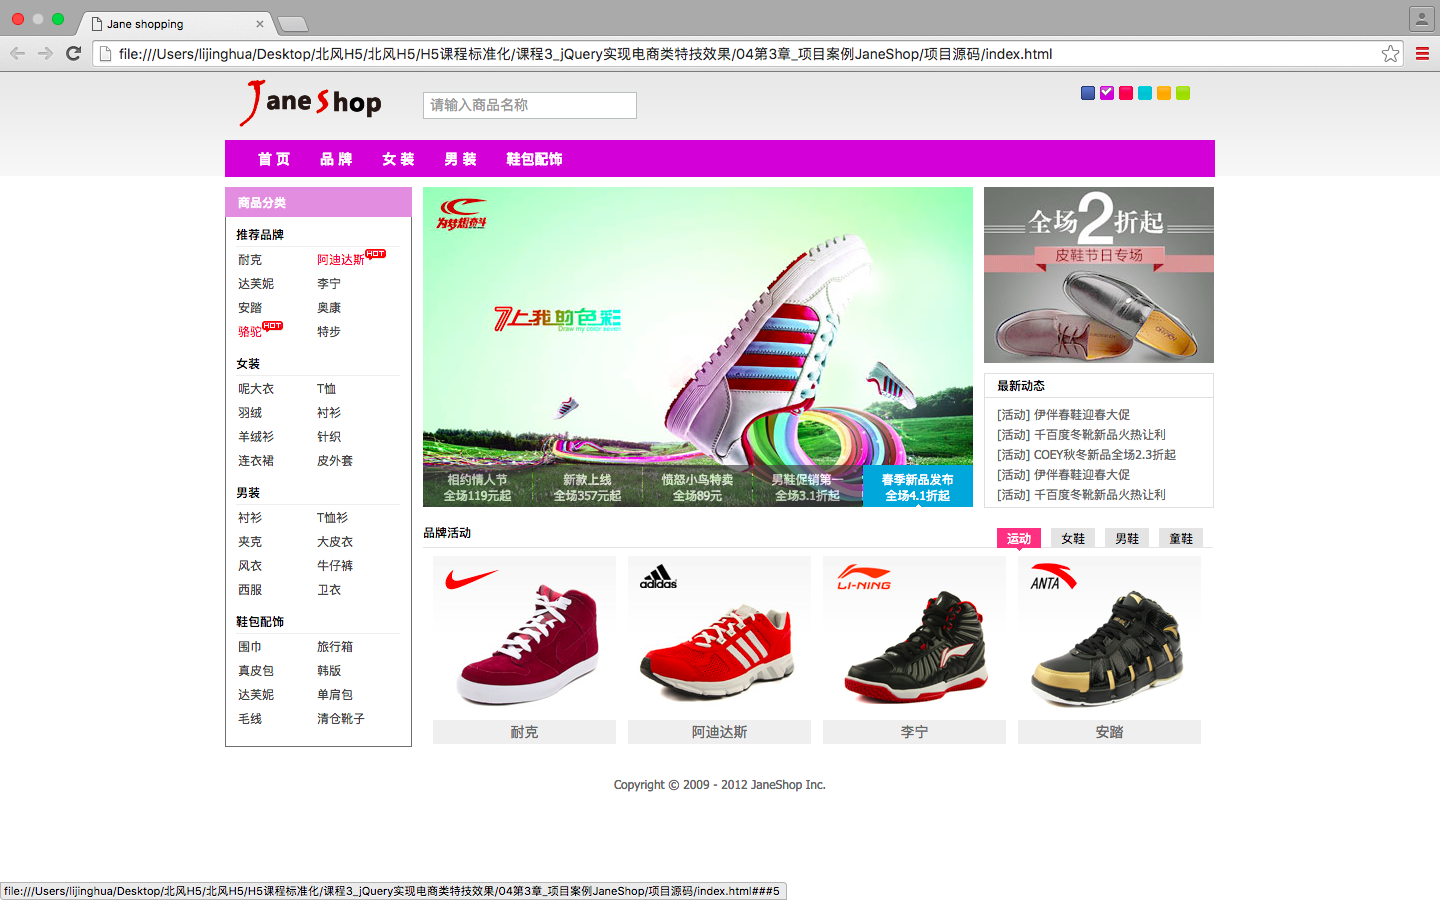 Jane shopping
file:///Users/lijinghua/Desktop/北风H5/北风H5/H5课程标准化/课程3_jQuery实现电商类特技效果/04第3章_项目案例JaneShop/项目源码/index.html
Jane Shop
请输入商品名称
首 页 品 牌 女 装 男 装 鞋包配饰
商品分类
推荐品牌
耐克 阿迪达斯 HOT
达芙妮 李宁
安踏 奥康
骆驼 HOT 特步
女装
呢大衣 T恤
羽绒 衬衫
羊绒衫 针织
连衣裙 皮外套
男装
衬衫 T恤衫
夹克 大皮衣
风衣 牛仔裤
西服 卫衣
鞋包配饰
围巾 旅行箱
真皮包 韩版
达芙妮 单肩包
毛线 清仓靴子
为梦想奋斗
7上我的色彩
Draw my color seven
相约情人节
全场119元起
新款上线
全场357元起
愤怒小鸟特卖
全场89元
男鞋促销第一
全场3.1折起
春季新品发布
全场4.1折起
全场2折起
皮鞋节日专场
最新动态
[活动] 伊伴春鞋迎春大促
[活动] 千百度冬靴新品火热让利
[活动] COEY秋冬新品全场2.3折起
[活动] 伊伴春鞋迎春大促
[活动] 千百度冬靴新品火热让利
品牌活动
运动 女鞋 男鞋 童鞋
adidas
LI-NING
ANTA
耐克 阿迪达斯 李宁 安踏
Copyright © 2009 - 2012 JaneShop Inc.
file:///Users/lijinghua/Desktop/北风H5/北风H5/H5课程标准化/课程3_jQuery实现电商类特技效果/04第3章_项目案例JaneShop/项目源码/index.html###5